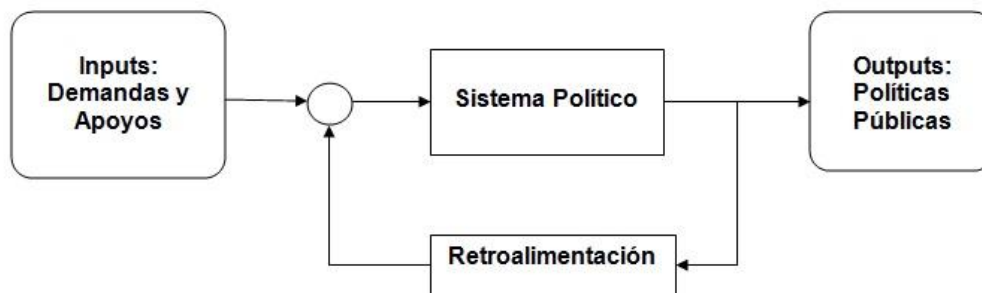 Inputs:
Demandas y
Apoyos
Sistema Político
Outputs:
Políticas
Públicas
Retroalimentación